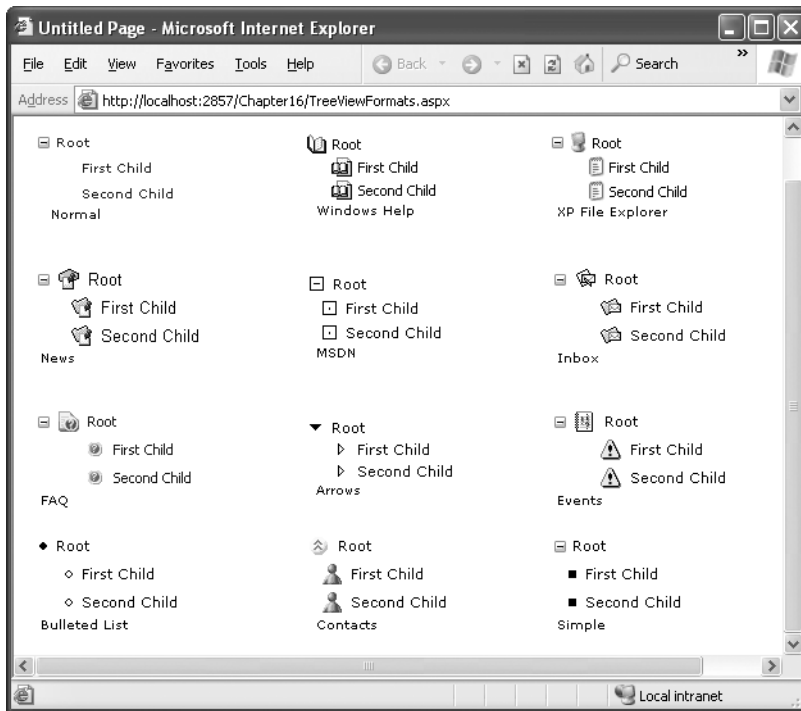 Untitled Page - Microsoft Internet Explorer
File Edit View Favorites Tools Help Back Search »
Address http://localhost:2857/Chapter16/TreeViewFormats.aspx
Root
First Child
Second Child
Normal
Root
First Child
Second Child
Windows Help
Root
First Child
Second Child
XP File Explorer
Root
First Child
Second Child
News
Root
First Child
Second Child
MSDN
Root
First Child
Second Child
Inbox
Root
First Child
Second Child
FAQ
Root
First Child
Second Child
Arrows
Root
First Child
Second Child
Events
Root
First Child
Second Child
Bulleted List
Root
First Child
Second Child
Contacts
Root
First Child
Second Child
Simple
Local intranet